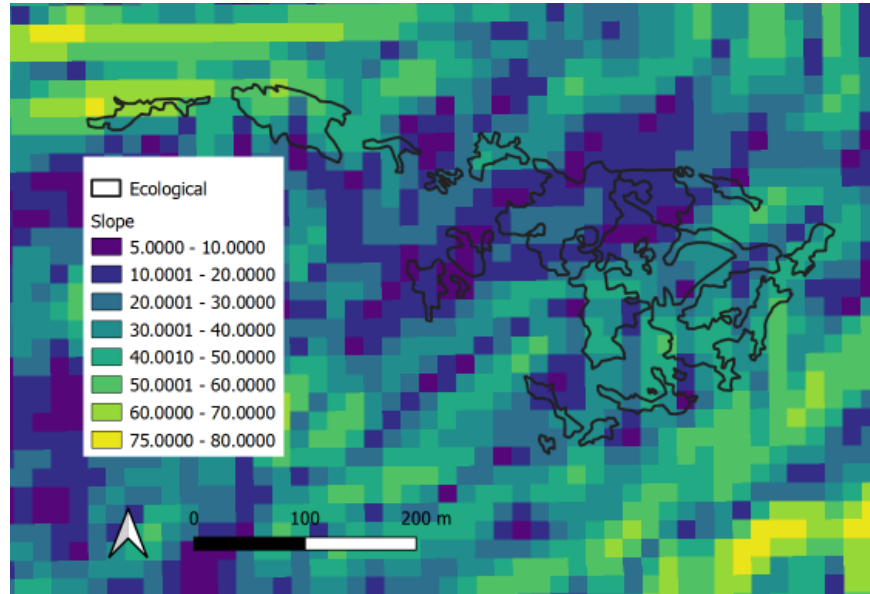 Ecological
Slope
5.0000 - 10.0000
10.0001 - 20.0000
20.0001 - 30.0000
30.0001 - 40.0000
40.0010 - 50.0000
50.0001 - 60.0000
60.0000 - 70.0000
75.0000 - 80.0000
0 100 200 m